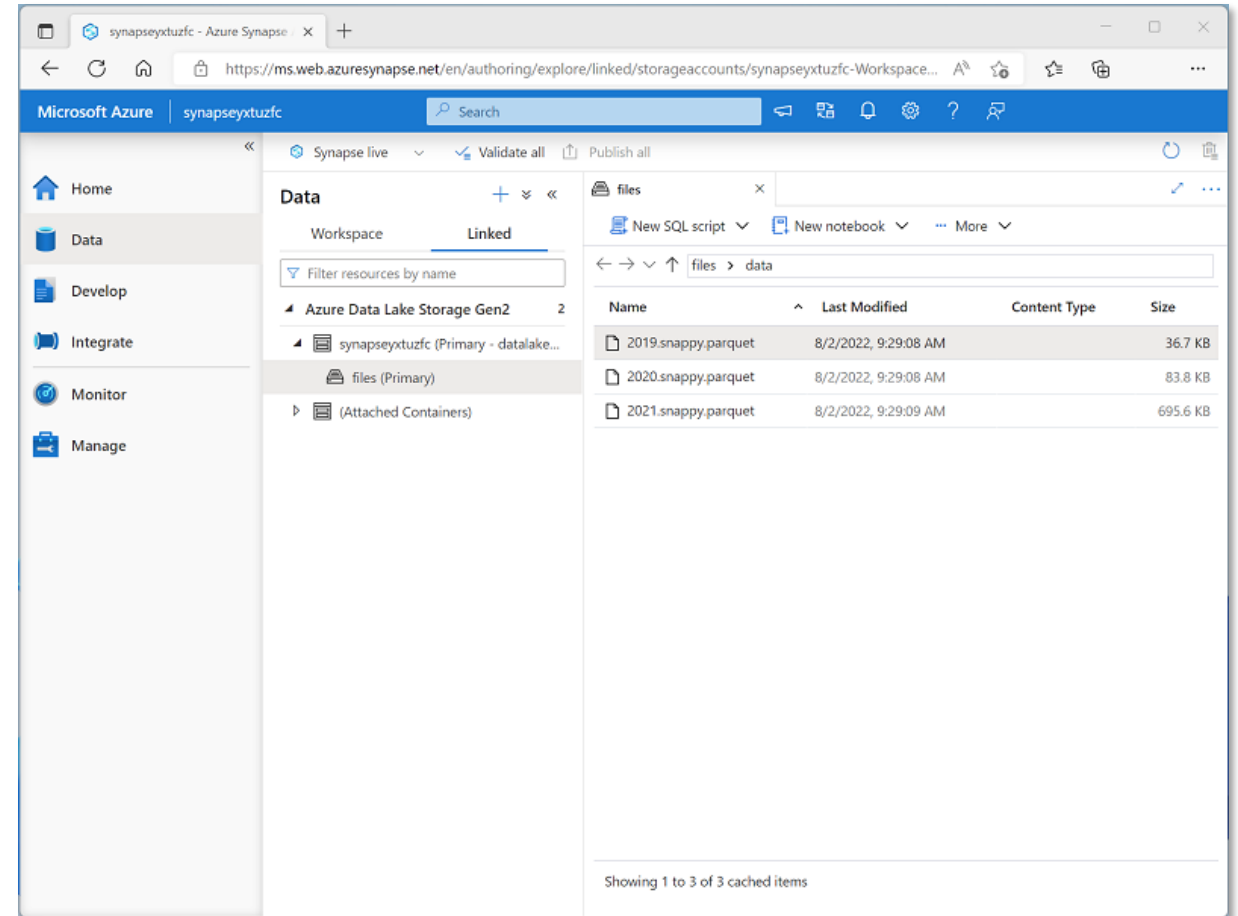 synapseyxtuzfc - Azure Synapse
https://ms.web.azuresynapse.net/en/authoring/explore/linked/storageaccounts/synapseyxtuzfc-Workspace...
Microsoft Azure synapseyxtuzfc Search
Synapse live Validate all Publish all
Home
Data
Develop
Integrate
Monitor
Manage
Data
Workspace Linked
Filter resources by name
Azure Data Lake Storage Gen2 2
synapseyxtuzfc (Primary - datalake...
files (Primary)
(Attached Containers)
files
New SQL script New notebook ... More
files > data
Name Last Modified Content Type Size
2019.snappy.parquet 8/2/2022, 9:29:08 AM 36.7 KB
2020.snappy.parquet 8/2/2022, 9:29:08 AM 83.8 KB
2021.snappy.parquet 8/2/2022, 9:29:09 AM 695.6 KB
Showing 1 to 3 of 3 cached items